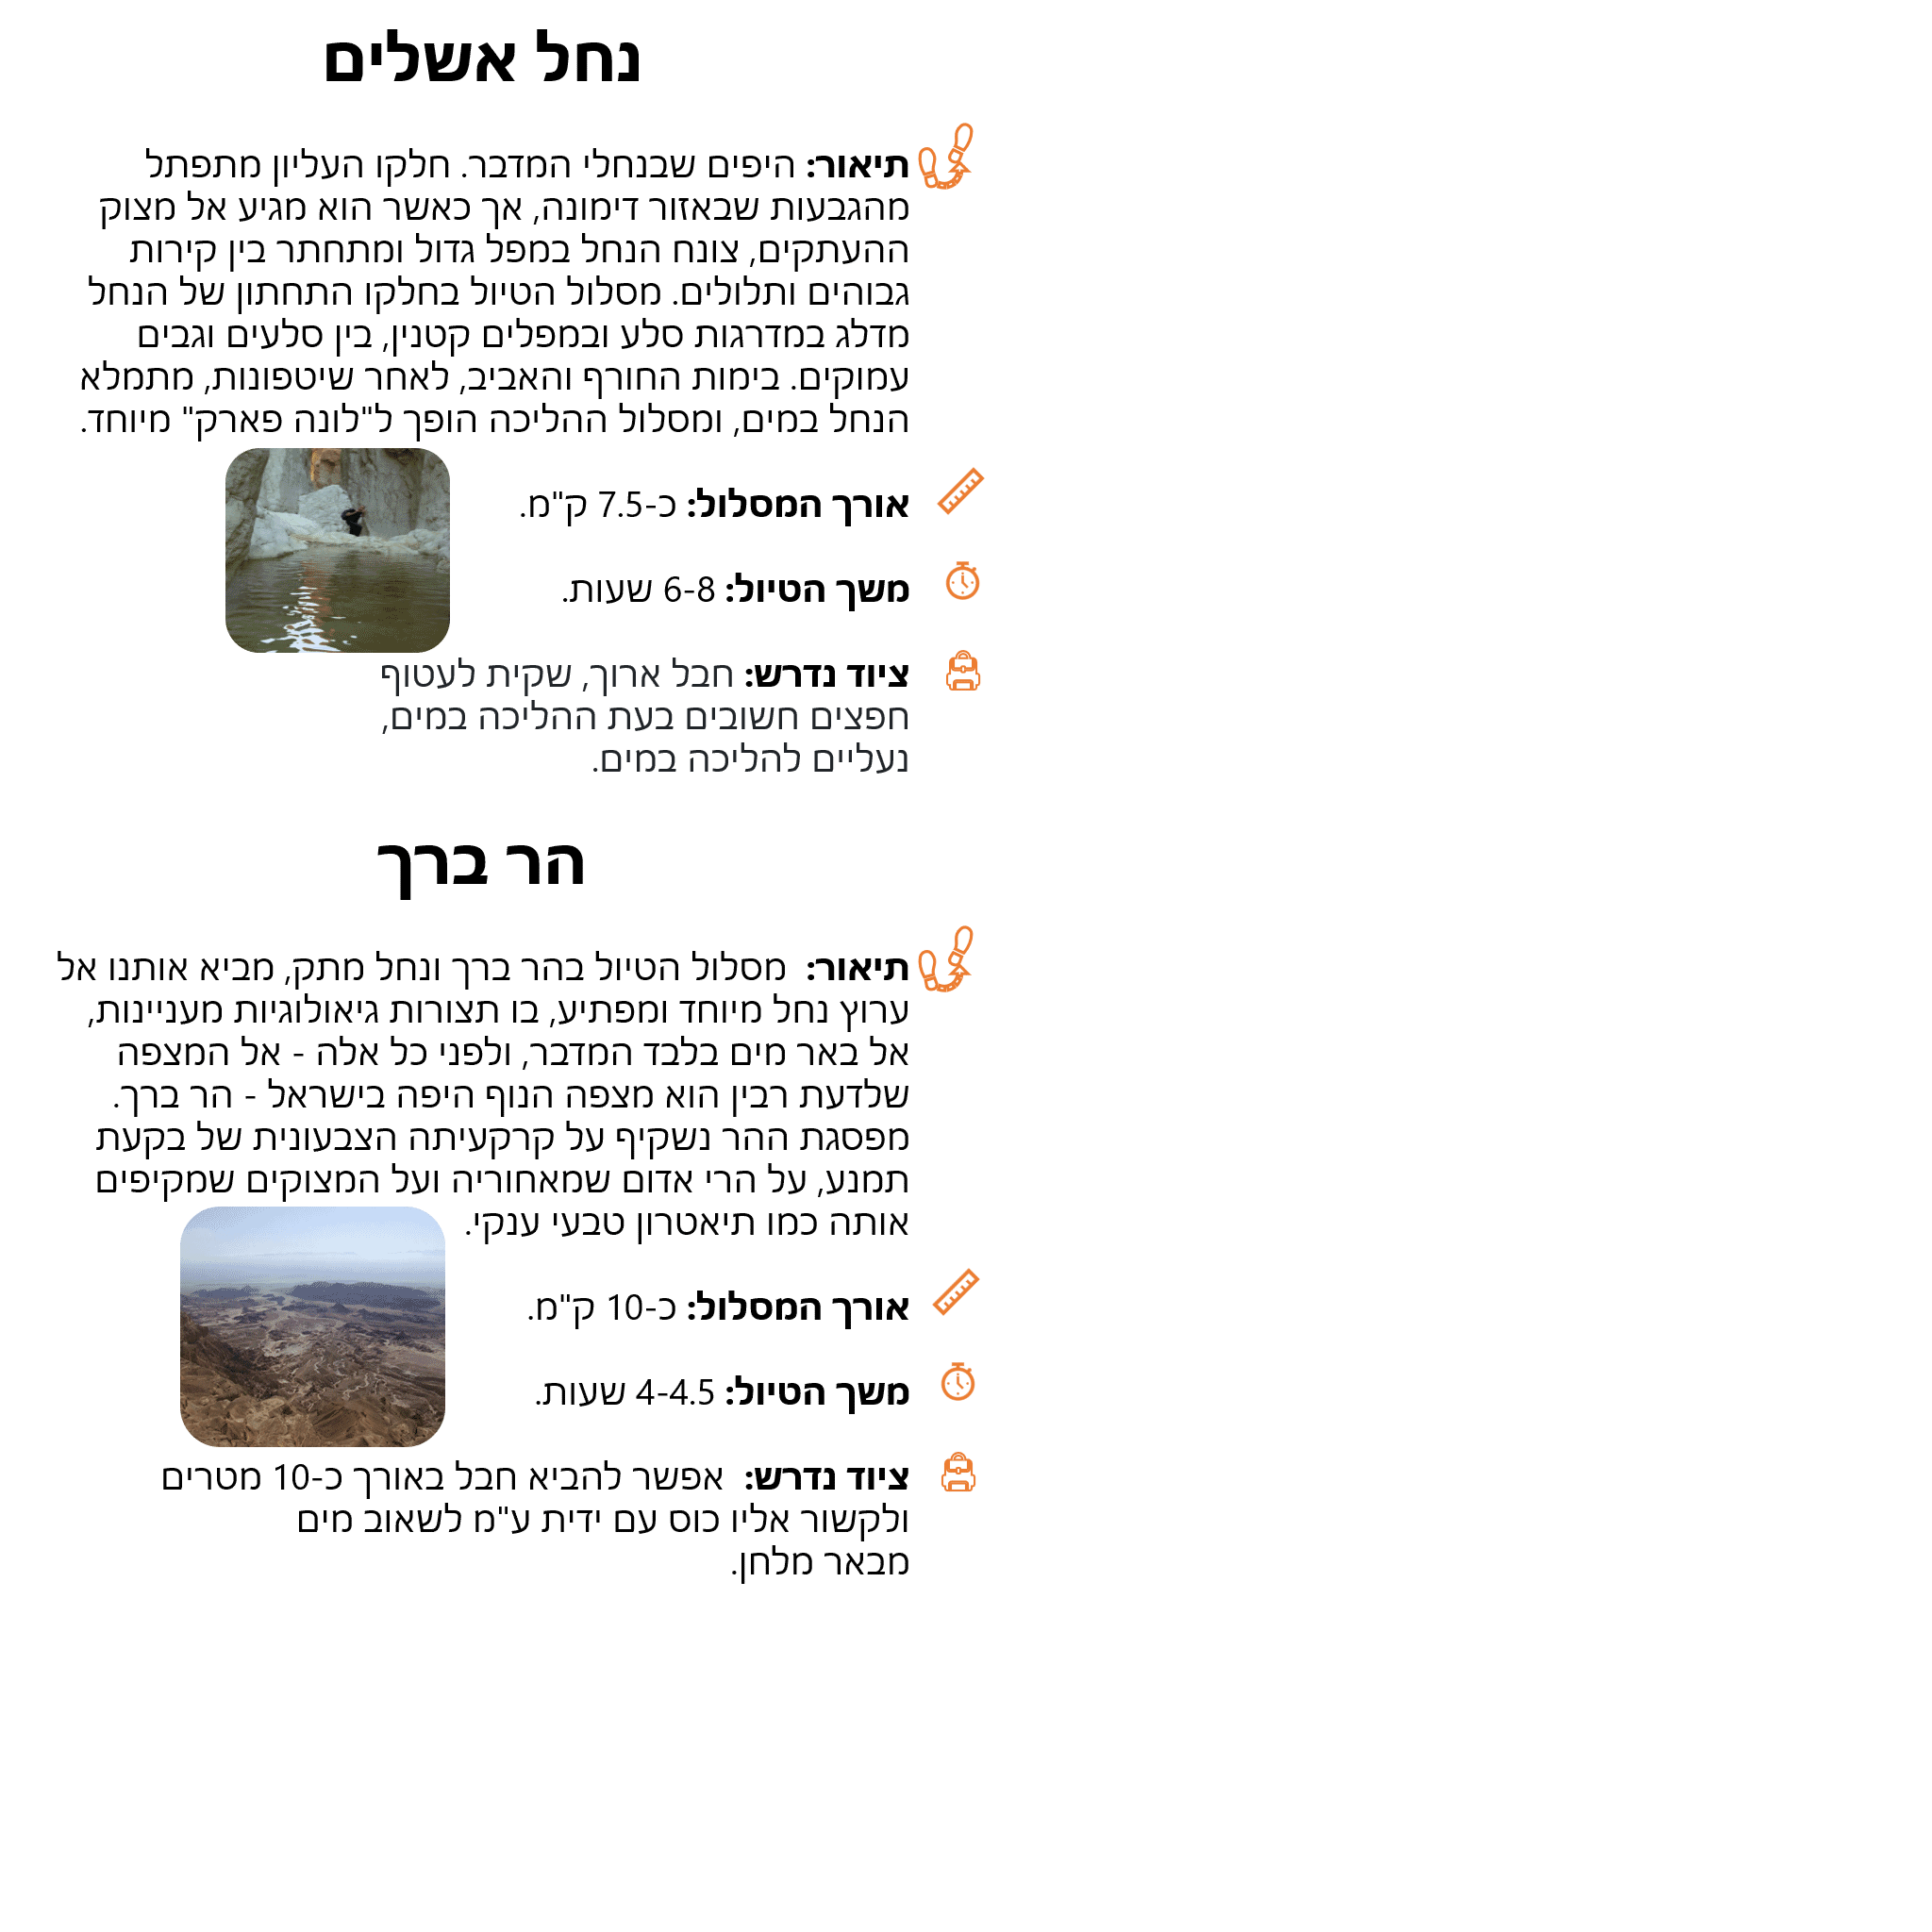 נחל אשלים
תיאור: היפים שבנחלי המדבר. חלקו העליון מתפתל
מהגבעות שבאזור דימונה, אך כאשר הוא מגיע אל מצוק
ההעתקים, צונח הנחל במפל גדול ומתחתר בין קירות
גבוהים ותלולים. מסלול הטיול בחלקו התחתון של הנחל
מדלג במדרגות סלע ובמפלים קטנין, בין סלעים וגבים
עמוקים. בימות החורף והאביב, לאחר שיטפונות, מתמלא
הנחל במים, ומסלול ההליכה הופך ל"לונה פארק" מיוחד.
אורך המסלול: כ-7.5 ק"מ.
משך הטיול: 6-8 שעות.
ציוד נדרש: חבל ארוך, שקית לעטוף
חפצים חשובים בעת ההליכה במים,
נעליים להליכה במים.
הר ברך
תיאור: מסלול הטיול בהר ברך ונחל מתק, מביא אותנו אל
ערוץ נחל מיוחד ומפתיע, בו תצורות גיאולוגיות מעניינות,
אל באר מים בלבד המדבר, ולפני כל אלה - אל המצפה
שלדעת רבין הוא מצפה הנוף היפה בישראל - הר ברך.
מפסגת ההר נשקיף על קרקעיתה הצבעונית של בקעת
תמנע, על הרי אדום שמאחוריה ועל המצוקים שמקיפים
אותה כמו תיאטרון טבעי ענקי.
אורך המסלול: כ-10 ק"מ.
משך הטיול: 4-4.5 שעות.
ציוד נדרש: אפשר להביא חבל באורך כ-10 מטרים
ולקשור אליו כוס עם ידית ע"מ לשאוב מים
מבאר מלחן.